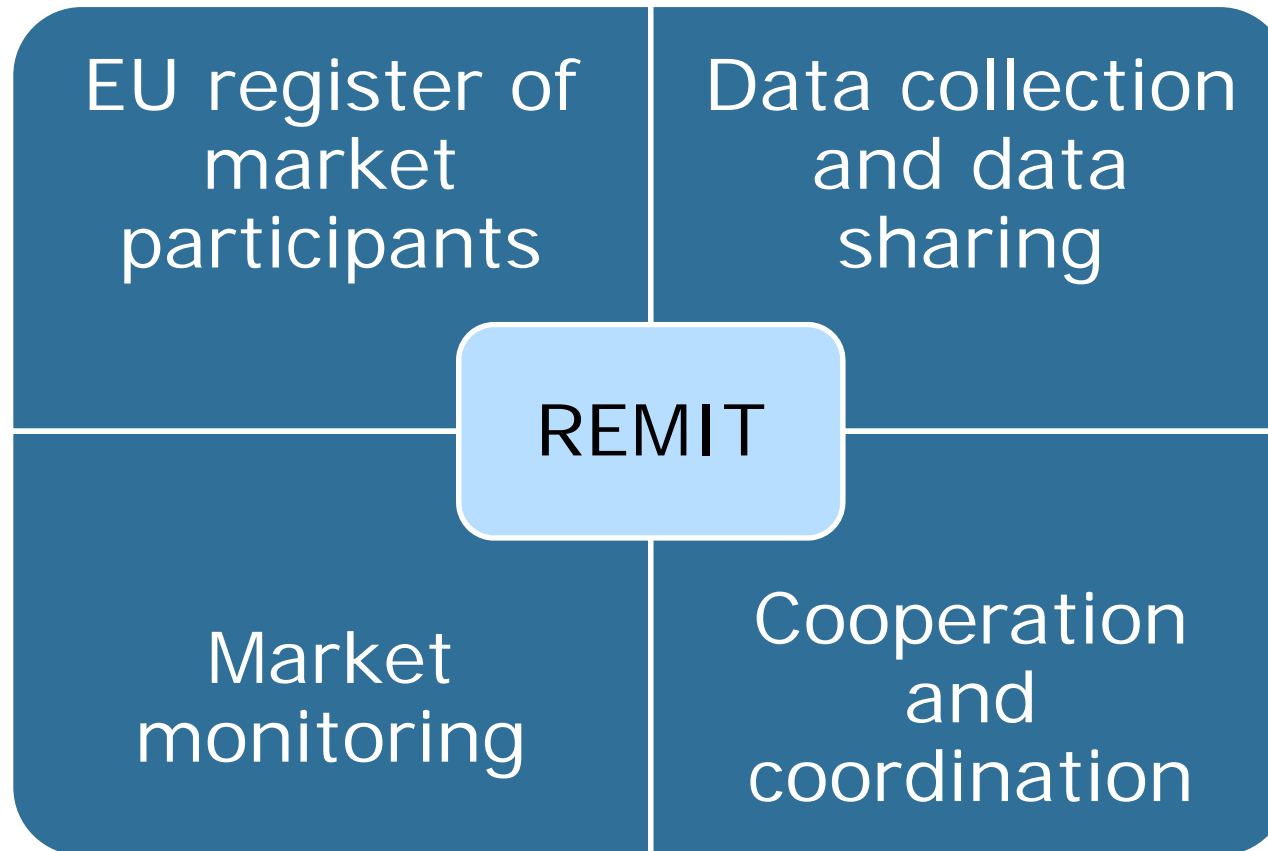 EU register of
market
participants
Data collection
and data
sharing
REMIT
Market
monitoring
Cooperation
and
coordination